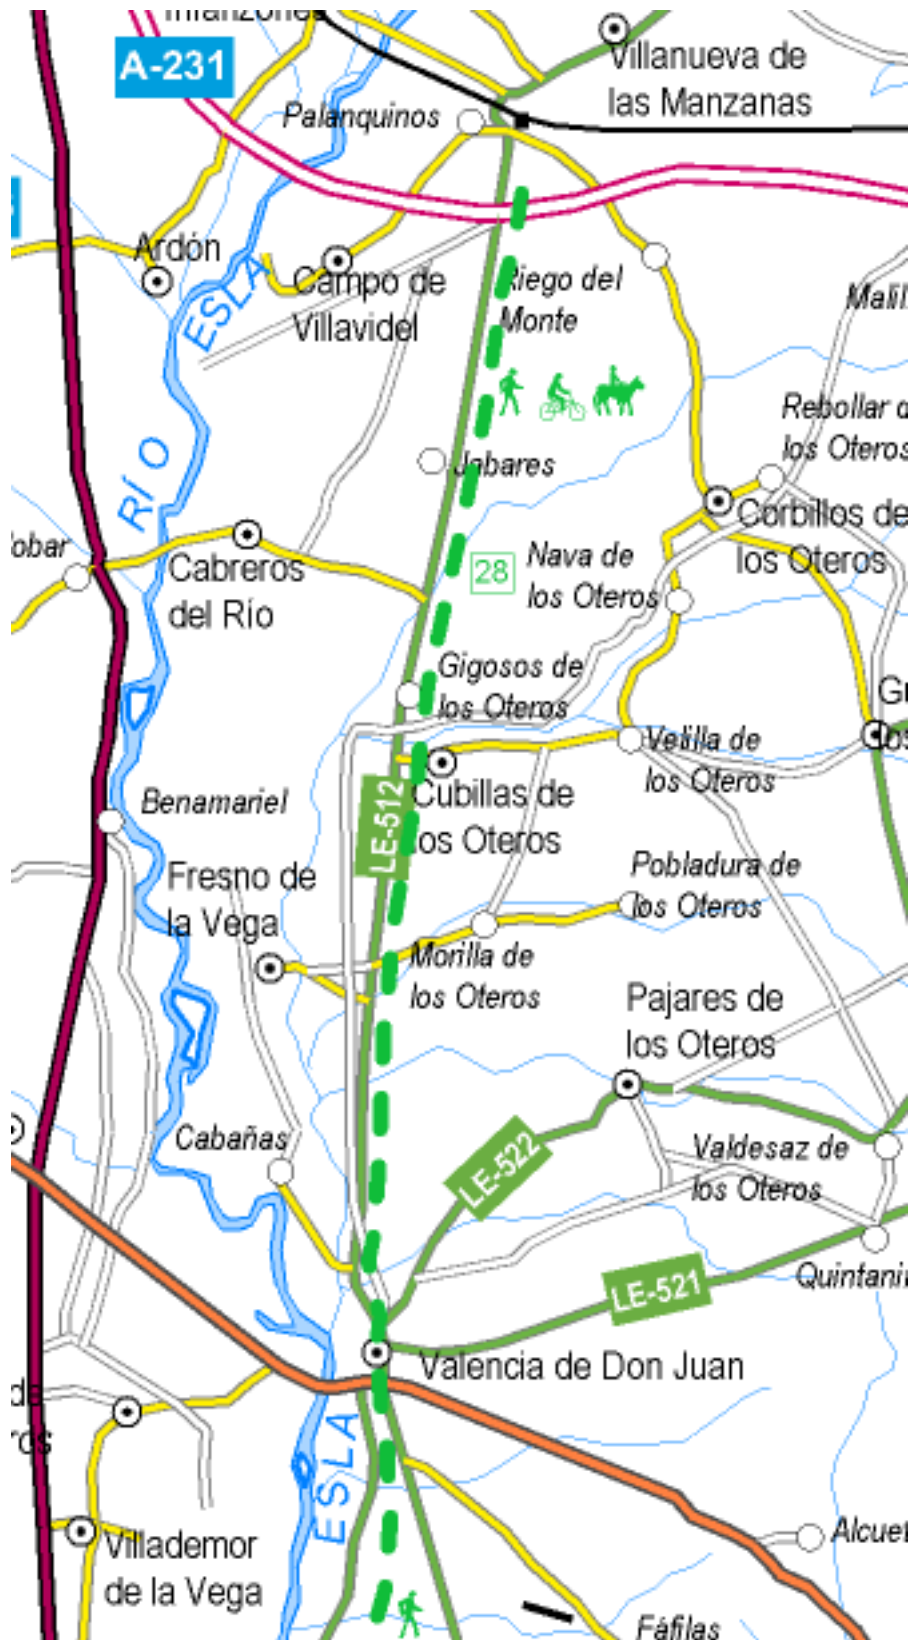 Infanzones
A-231
Villanueva de
las Manzanas
Palanquinos
Ardón
ESLA
Campo de
Villavidel
Riego del
Monte
Rebollar
los Oteros
RÍO
Jabares
Corbillos de
los Oteros
Cabreros
del Río
28
Nava de
los Oteros
Gigosos de
los Oteros
Velilla de
los Oteros
Benamariel
LE-512
Cubillas de
los Oteros
Fresno de
la Vega
Pobladura de
los Oteros
Morilla de
los Oteros
Pajares de
los Oteros
Cabañas
LE-522
Valdesaz de
los Oteros
LE-521
Valencia de Don Juan
ESLA
Villademor
de la Vega
Fáfilas